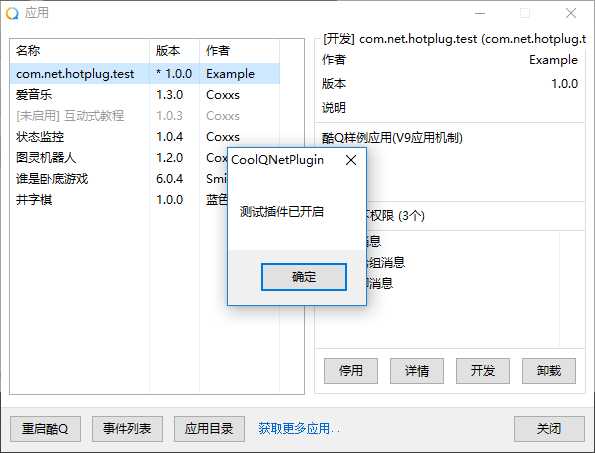 应用
名称 版本 作者
com.net.hotplug.test * 1.0.0 Example
爱音乐 1.3.0 Coxxs
[未启用] 互动式教程 1.0.3 Coxxs
状态监控 1.0.4 Coxxs
图灵机器人 1.2.0 Coxx
谁是卧底游戏 6.0.4 Smi
井字棋 1.0.0 蓝色
[开发] com.net.hotplug.test (com.net.hotplug.t
作者 Example
版本 1.0.0
说明
酷Q样例应用(V9应用机制)
权限 (3个)
消息
组消息
消息
停用 详情 开发 卸载
CoolQNetPlugin
测试插件已开启
确定
重启酷Q 事件列表 应用目录 获取更多应用. . 关闭